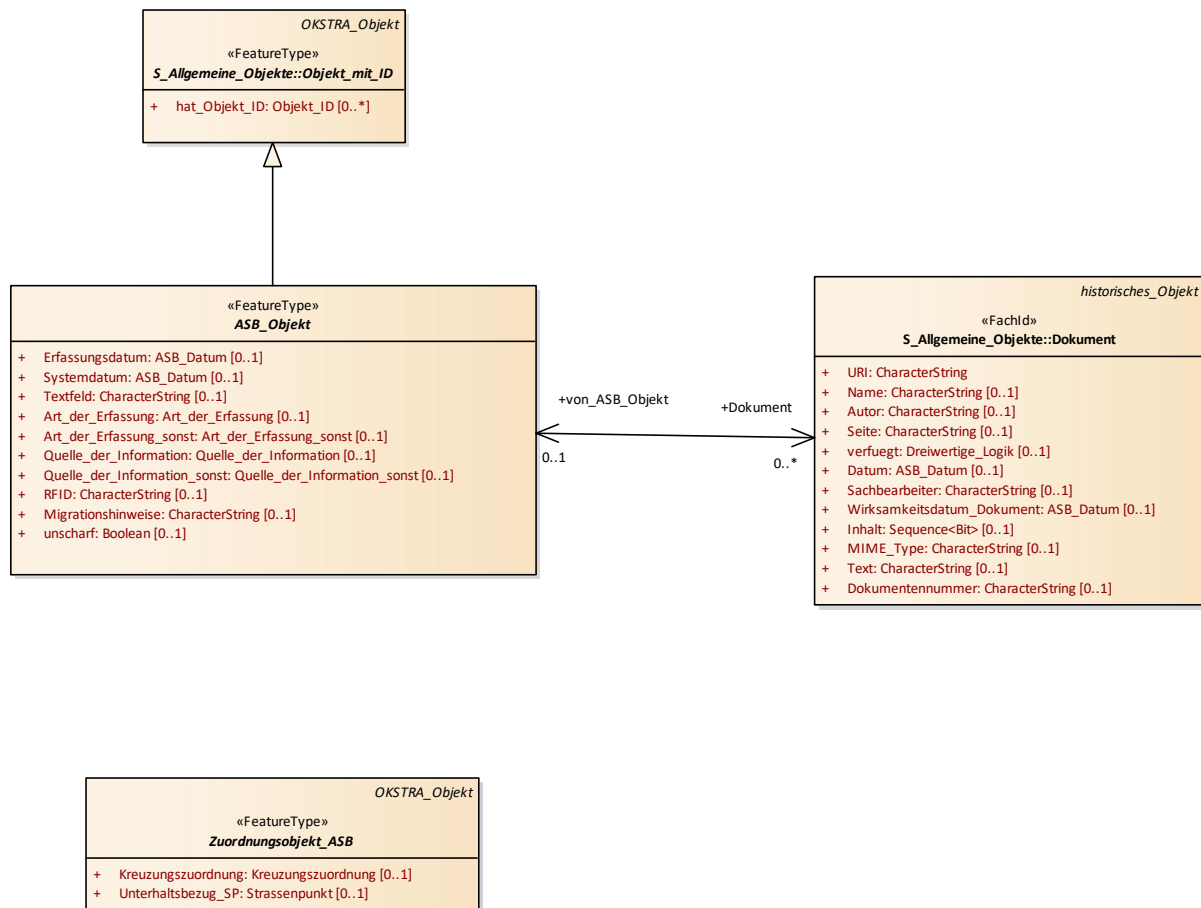 OKSTRA_Objekt
«FeatureType»
S_Allgemeine_Objekte::Objekt_mit_ID
+ hat_Objekt_ID: Objekt_ID [0..*]
«FeatureType»
ASB_Objekt
+ Erfassungsdatum: ASB_Datum [0..1]
+ Systemdatum: ASB_Datum [0..1]
+ Textfeld: CharacterString [0..1]
+ Art_der_Erfassung: Art_der_Erfassung [0..1]
+ Art_der_Erfassung_sonst: Art_der_Erfassung_sonst [0..1]
+ Quelle_der_Information: Quelle_der_Information [0..1]
+ Quelle_der_Information_sonst: Quelle_der_Information_sonst [0..1]
+ RFID: CharacterString [0..1]
+ Migrationshinweise: CharacterString [0..1]
+ unscharf: Boolean [0..1]
+von_ASB_Objekt
0..1
+Dokument
0..*
historisches_Objekt
«FachId»
S_Allgemeine_Objekte::Dokument
+ URI: CharacterString
+ Name: CharacterString [0..1]
+ Autor: CharacterString [0..1]
+ Seite: CharacterString [0..1]
+ verfuegt: Dreiwertige_Logik [0..1]
+ Datum: ASB_Datum [0..1]
+ Sachbearbeiter: CharacterString [0..1]
+ Wirksamkeitsdatum_Dokument: ASB_Datum [0..1]
+ Inhalt: Sequence<Bit> [0..1]
+ MIME_Type: CharacterString [0..1]
+ Text: CharacterString [0..1]
+ Dokumentennummer: CharacterString [0..1]
OKSTRA_Objekt
«FeatureType»
Zuordnungsobjekt_ASB
+ Kreuzungszuordnung: Kreuzungszuordnung [0..1]
+ Unterhaltsbezug_SP: Strassenpunkt [0..1]